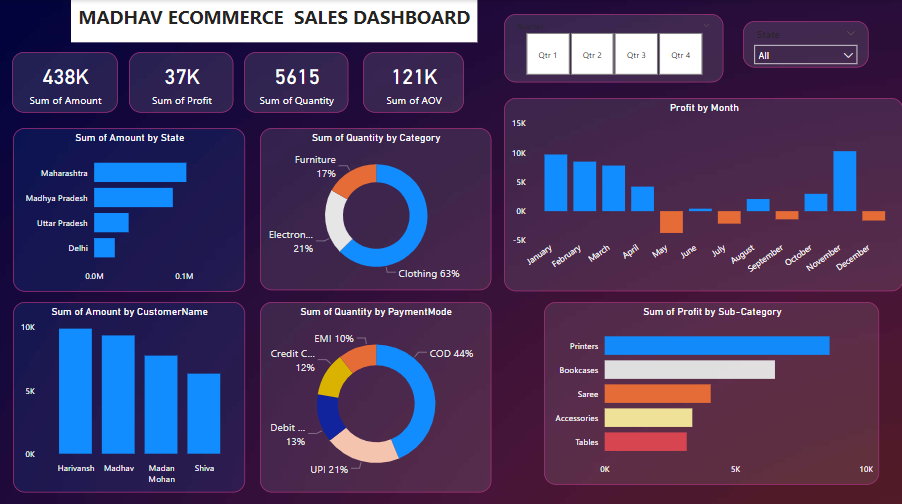 MADHAV ECOMMERCE  SALES DASHBOARD
Qtr 1
Qtr 2
Qtr 3
Qtr 4
State
All
438K
Sum of Amount
37K
Sum of Profit
5615
Sum of Quantity
121K
Sum of AOV
Profit by Month
15K
10K
5K
0K
-5K
January
February
March
April
May
June
July
August
September
October
November
December
Sum of Amount by State
Maharashtra
Madhya Pradesh
Uttar Pradesh
Delhi
0.0M
0.1M
Sum of Quantity by Category
Furniture
17%
Electron...
21%
Clothing 63%
Sum of Amount by CustomerName
10K
5K
0K
Harivansh
Madhav
Madan
Mohan
Shiva
Sum of Quantity by PaymentMode
EMI 10%
Credit C...
12%
Debit ...
13%
UPI 21%
COD 44%
Sum of Profit by Sub-Category
Printers
Bookcases
Saree
Accessories
Tables
0K
5K
10K